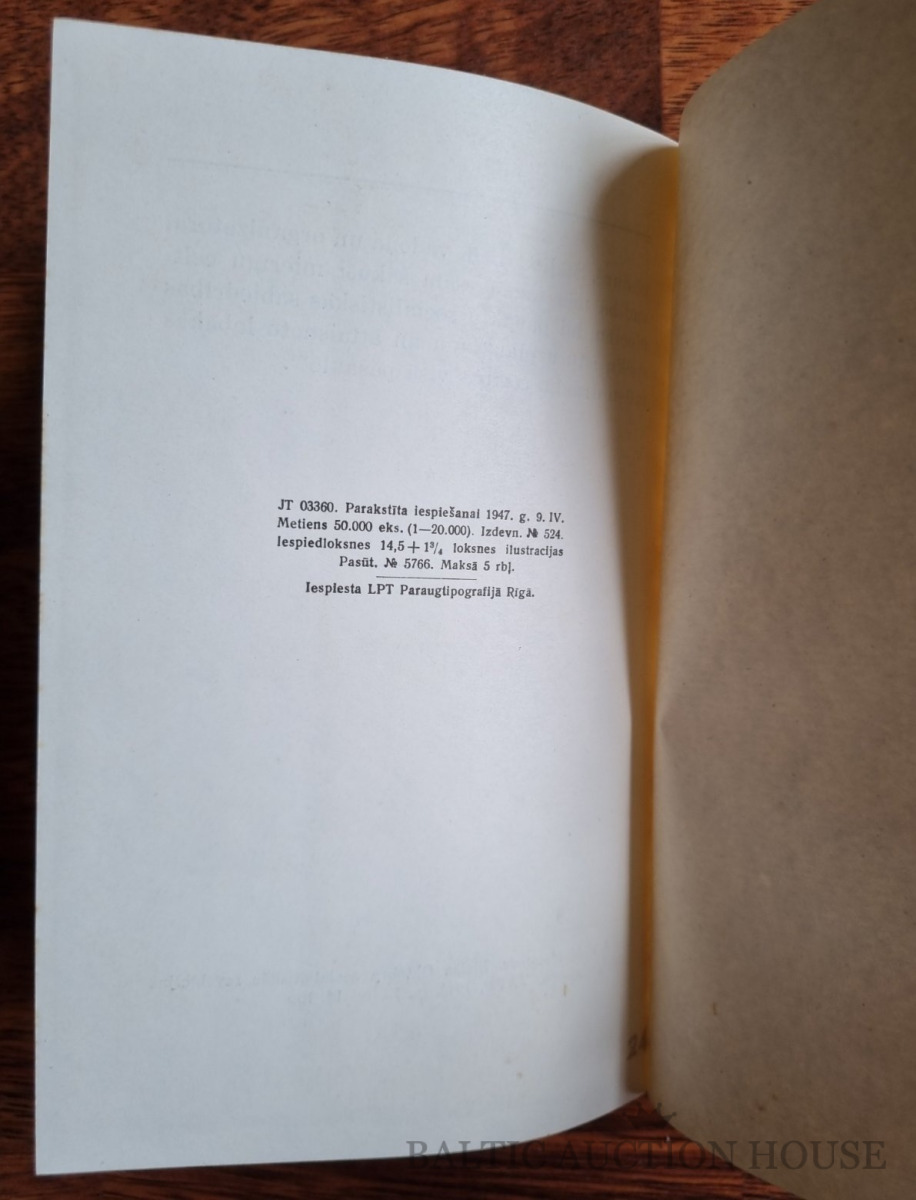 JT 03360. Parakstīta iespiešanai 1947. g. 9. IV.
Metiens 50.000 eks. (1—20.000). Izdevn. № 524.
Iespiedloksnes 14,5 + 1³/₄ loksnes ilustracijas
Pasūt. № 5766. Maksā 5 rbļ.
Iespiesta LPT Paraugtipografijā Rīgā.
BALTIC AUCTION HOUSE